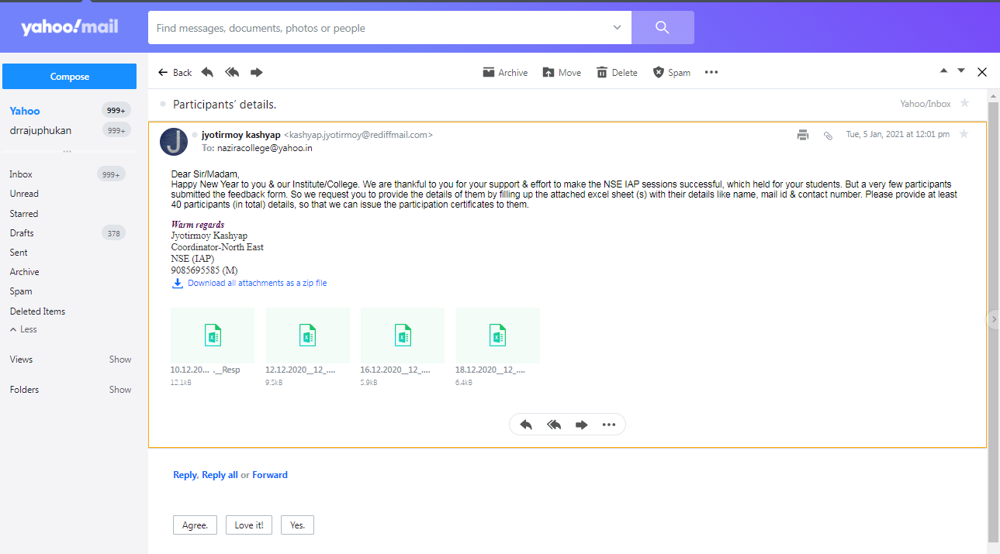 yahoo!mail
Find messages, documents, photos or people
Compose
Yahoo 999+
drrajuphukan 999+
Inbox 999+
Unread
Starred
Drafts 378
Sent
Archive
Spam
Deleted Items
Less
Views Show
Folders Show
Back Archive Move Delete Spam
Participants' details. Yahoo/Inbox
J
jyotirmoy kashyap <kashyap.jyotirmoy@rediffmail.com> Tue, 5 Jan, 2021 at 12:01 pm
To: naziracollege@yahoo.in
Dear Sir/Madam,
Happy New Year to you & our Institute/College. We are thankful to you for your support & effort to make the NSE IAP sessions successful, which held for your students. But a very few participants
submitted the feedback form. So we request you to provide the details of them by filling up the attached excel sheet (s) with their details like name, mail id & contact number. Please provide at least
40 participants (in total) details, so that we can issue the participation certificates to them.
Warm regards
Jyotirmoy Kashyap
Coordinator-North East
NSE (IAP)
9085695585 (M)
Download all attachments as a zip file
10.12.20... .__Resp 12.12.2020__12_.... 16.12.2020__12_.... 18.12.2020__12_....
12.1kB 9.5kB 5.9kB 6.4kB
Reply, Reply all or Forward
Agree. Love it! Yes.